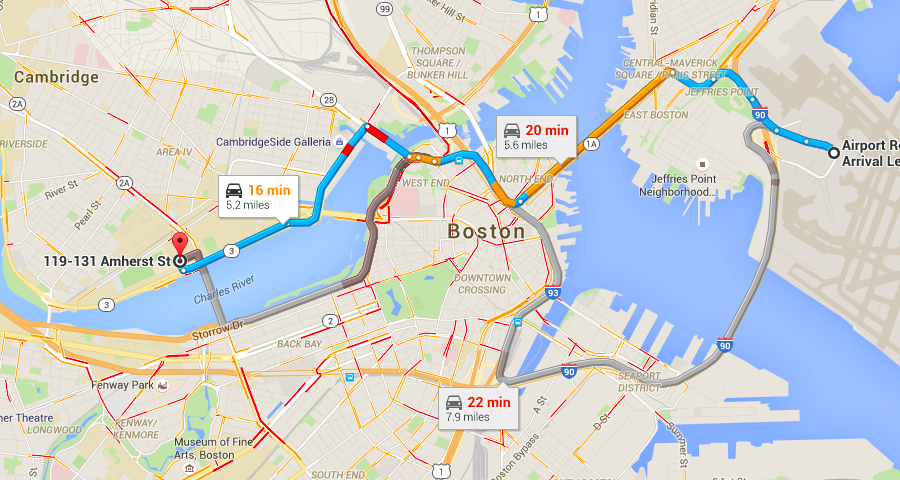 99
er Hill St
1
idian St
THOMPSON
SQUARE /
BUNKER HILL
CENTRAL-MAVERICK
SQUARE / PARIS STREET
Cambridge
JEFFRIES POINT
2A
28
90
1
20 min
5.6 miles
EAST BOSTON
RIVERSIDE
CambridgeSide Galleria
1A
Airport Ro
Arrival Le
AREA-IV
WEST END
NORTH END
Jeffries Point
Neighborhood...
River St
2A
16 min
5.2 miles
Pearl St
Boston
3
119-131 Amherst St
DOWNTOWN
CROSSING
Charles River
93
3
2
Storrow Dr
BACK BAY
90
90
SEAPORT
DISTRICT
Fenway Park
22 min
7.9 miles
A St
ner Theatre
LONGWOOD
FENWAY/
KENMORE
D St
Summer St
Museum of Fine
Arts, Boston
Boston Bypass
SOUTH END
1